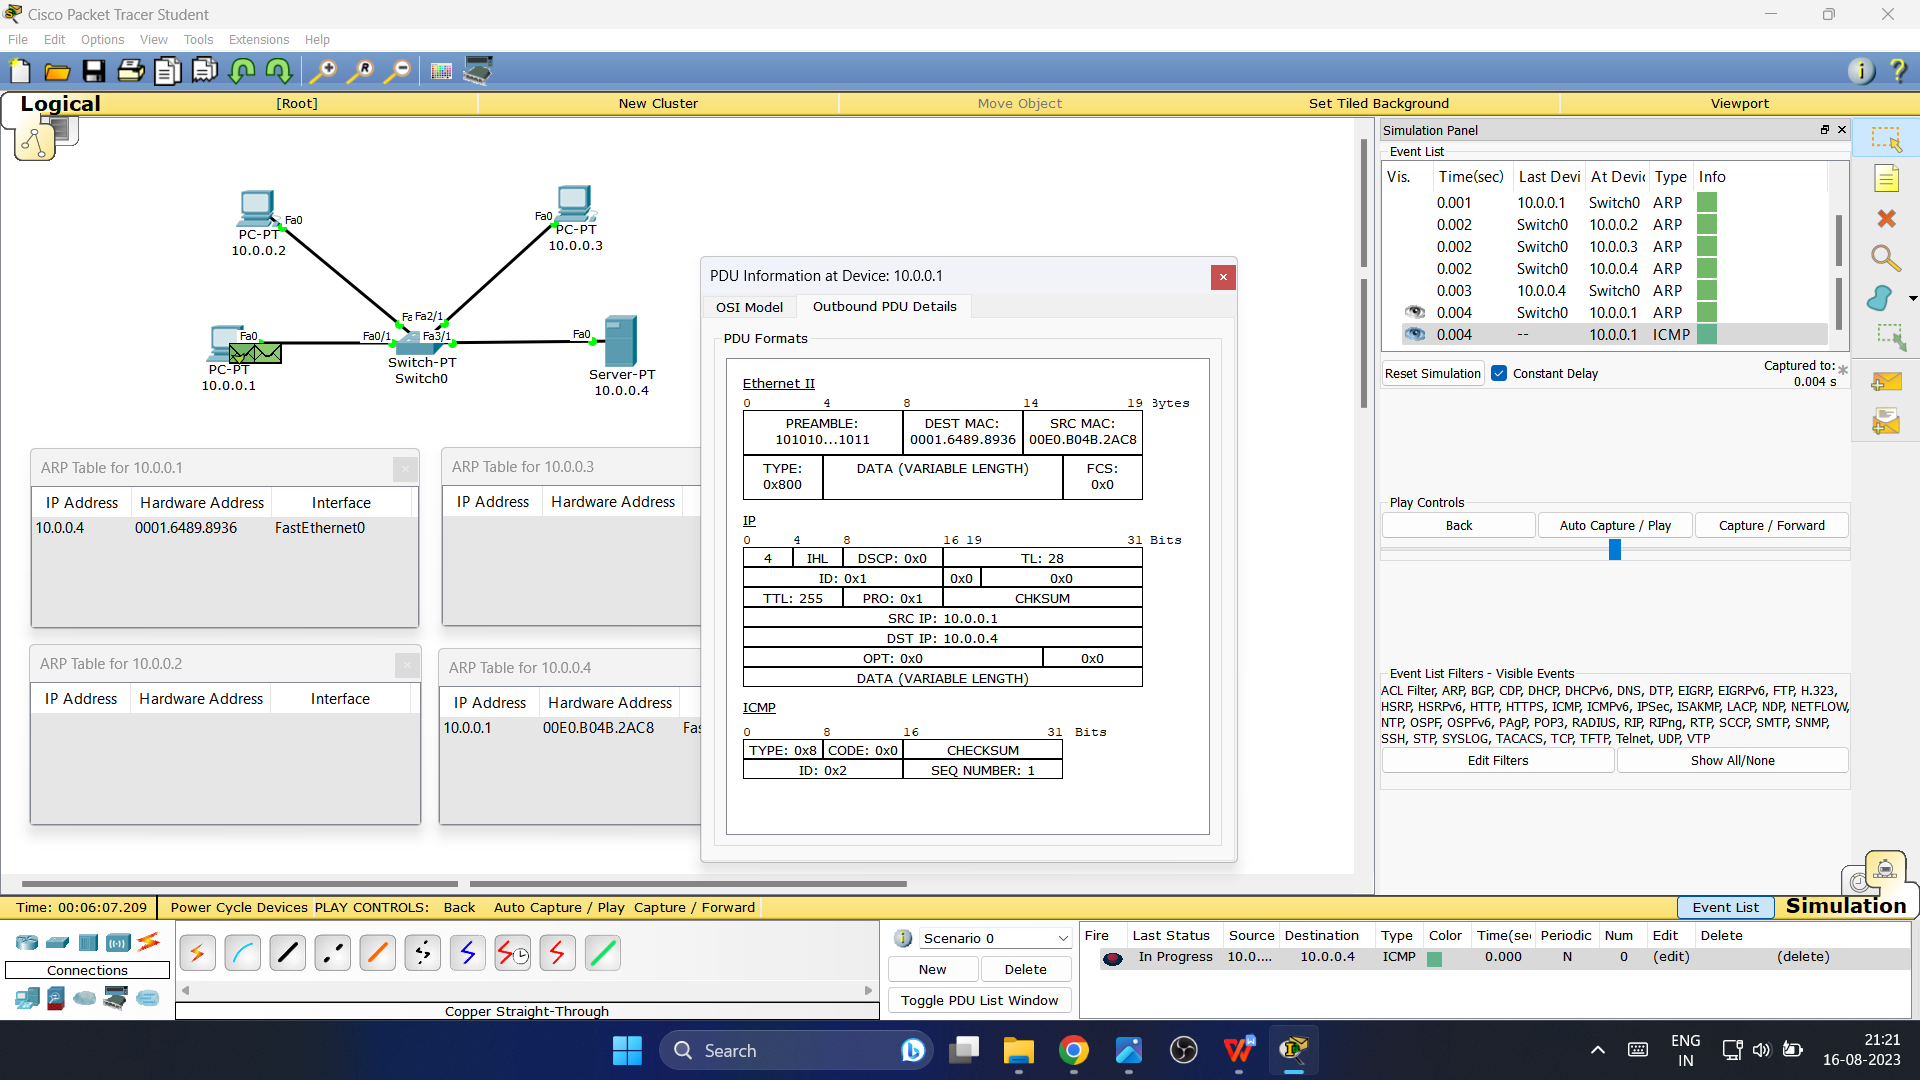 Cisco Packet Tracer Student
File Edit Options View Tools Extensions Help
Logical [Root] New Cluster Move Object Set Tiled Background Viewport
PC-PT
10.0.0.2
Fa0
PC-PT
10.0.0.3
Fa0
Fa2/1
Fa0/1
Fa3/1
Switch-PT
Switch0
Fa0
PC-PT
10.0.0.1
Fa0
Server-PT
10.0.0.4
ARP Table for 10.0.0.1
IP Address Hardware Address Interface
10.0.0.4 0001.6489.8936 FastEthernet0
ARP Table for 10.0.0.3
IP Address Hardware Address
ARP Table for 10.0.0.2
IP Address Hardware Address Interface
ARP Table for 10.0.0.4
IP Address Hardware Address
10.0.0.1 00E0.B04B.2AC8 Fas
PDU Information at Device: 10.0.0.1
OSI Model Outbound PDU Details
PDU Formats
Ethernet II
0 4 8 14 19 Bytes
PREAMBLE: 101010...1011
DEST MAC: 0001.6489.8936
SRC MAC: 00E0.B04B.2AC8
TYPE: 0x800
DATA (VARIABLE LENGTH)
FCS: 0x0
IP
0 4 8 16 19 31 Bits
4 IHL DSCP: 0x0 TL: 28
ID: 0x1 0x0 0x0
TTL: 255 PRO: 0x1 CHKSUM
SRC IP: 10.0.0.1
DST IP: 10.0.0.4
OPT: 0x0 0x0
DATA (VARIABLE LENGTH)
ICMP
0 8 16 31 Bits
TYPE: 0x8 CODE: 0x0 CHECKSUM
ID: 0x2 SEQ NUMBER: 1
Simulation Panel
Event List
Vis. Time(sec) Last Devi At Devic Type Info
0.001 10.0.0.1 Switch0 ARP
0.002 Switch0 10.0.0.2 ARP
0.002 Switch0 10.0.0.3 ARP
0.002 Switch0 10.0.0.4 ARP
0.003 10.0.0.4 Switch0 ARP
0.004 Switch0 10.0.0.1 ARP
0.004 -- 10.0.0.1 ICMP
Reset Simulation Constant Delay Captured to: *
0.004 s
Play Controls
Back Auto Capture / Play Capture / Forward
Event List Filters - Visible Events
ACL Filter, ARP, BGP, CDP, DHCP, DHCPv6, DNS, DTP, EIGRP, EIGRPv6, FTP, H.323,
HSRP, HSRPv6, HTTP, HTTPS, ICMP, ICMPv6, IPSec, ISAKMP, LACP, NDP, NETFLOW,
NTP, OSPF, OSPFv6, PAgP, POP3, RADIUS, RIP, RIPng, RTP, SCCP, SMTP, SNMP,
SSH, STP, SYSLOG, TACACS, TCP, TFTP, Telnet, UDP, VTP
Edit Filters Show All/None
Time: 00:06:07.209 Power Cycle Devices PLAY CONTROLS: Back Auto Capture / Play Capture / Forward Event List Simulation
Connections
Copper Straight-Through
Scenario 0
New Delete
Toggle PDU List Window
Fire Last Status Source Destination Type Color Time(sec Periodic Num Edit Delete
In Progress 10.0.... 10.0.0.4 ICMP 0.000 N 0 (edit) (delete)
Search
ENG
IN
21:21
16-08-2023